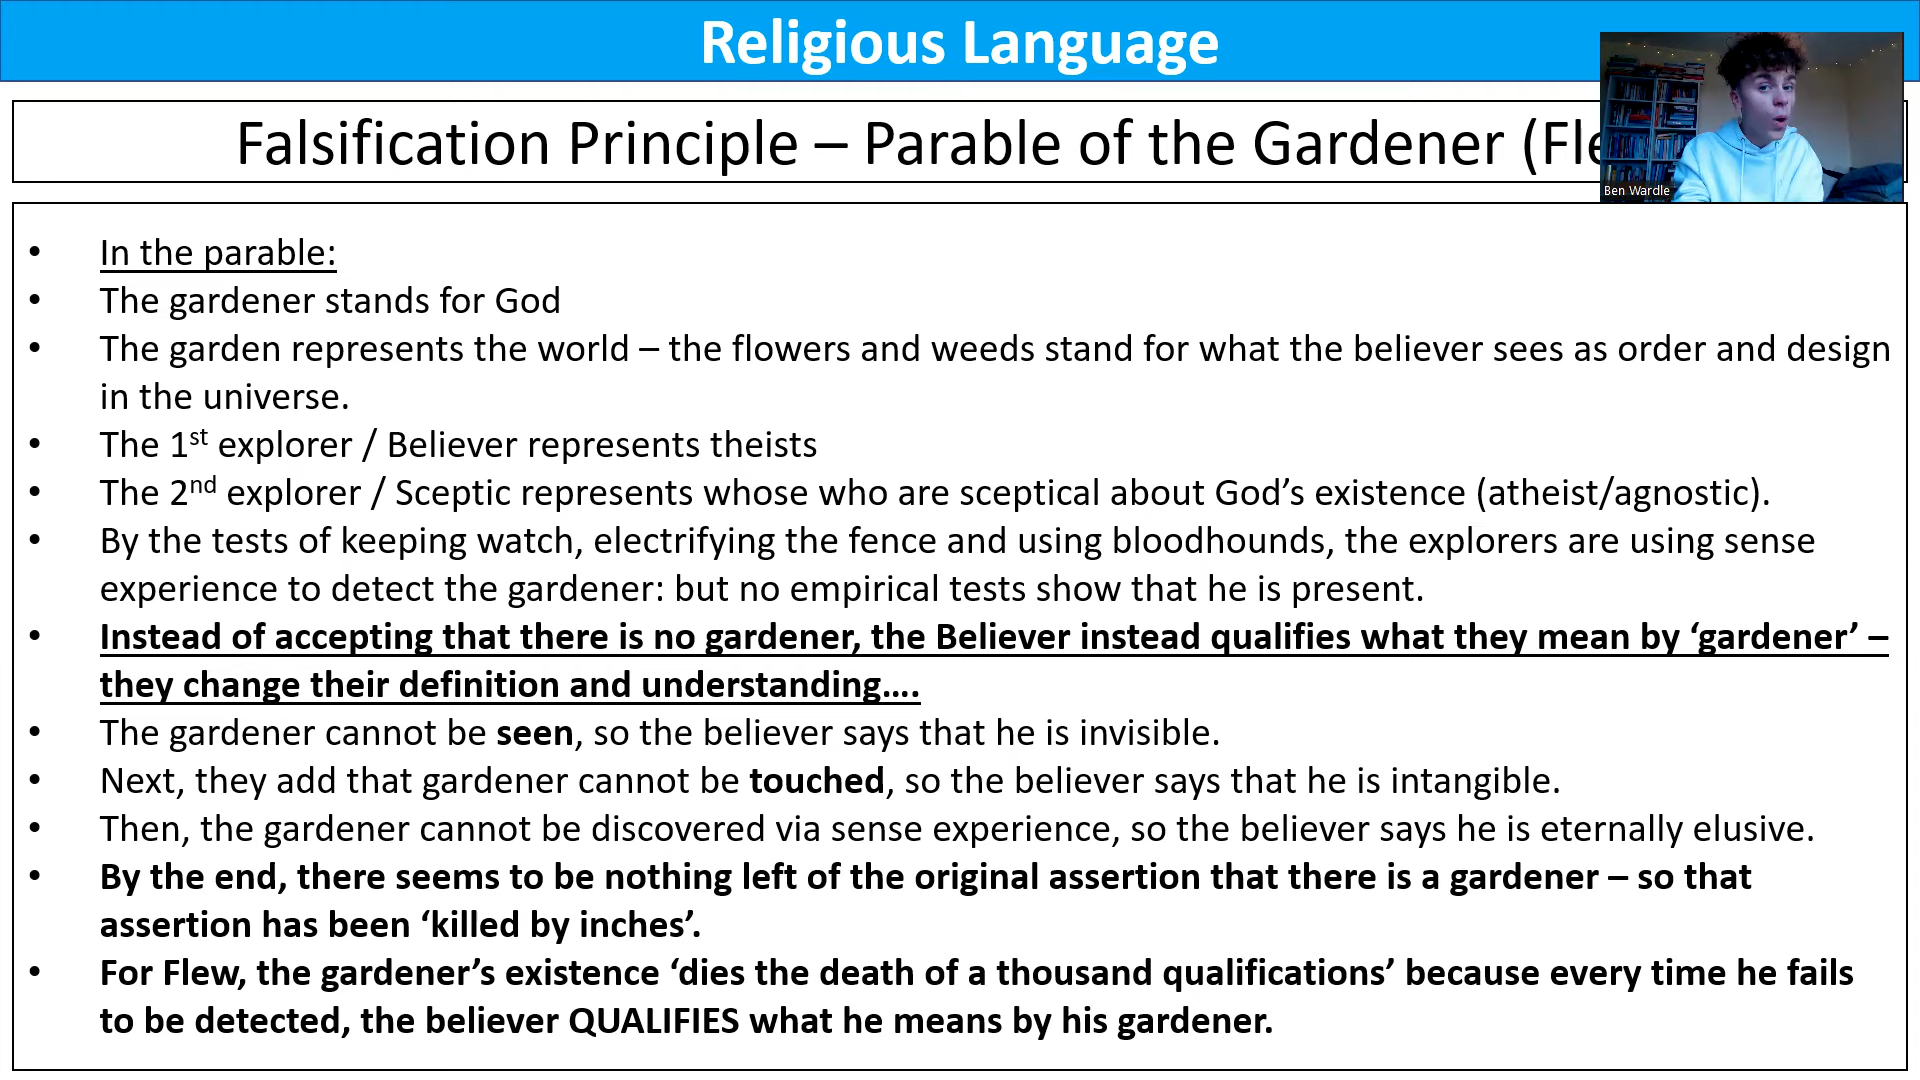 Religious Language
Falsification Principle – Parable of the Gardener (Fle
Ben Wardle
• In the parable:
• The gardener stands for God
• The garden represents the world – the flowers and weeds stand for what the believer sees as order and design
in the universe.
• The 1st explorer / Believer represents theists
• The 2nd explorer / Sceptic represents whose who are sceptical about God’s existence (atheist/agnostic).
• By the tests of keeping watch, electrifying the fence and using bloodhounds, the explorers are using sense
experience to detect the gardener: but no empirical tests show that he is present.
• Instead of accepting that there is no gardener, the Believer instead qualifies what they mean by ‘gardener’ –
they change their definition and understanding….
• The gardener cannot be seen, so the believer says that he is invisible.
• Next, they add that gardener cannot be touched, so the believer says that he is intangible.
• Then, the gardener cannot be discovered via sense experience, so the believer says he is eternally elusive.
• By the end, there seems to be nothing left of the original assertion that there is a gardener – so that
assertion has been ‘killed by inches’.
• For Flew, the gardener’s existence ‘dies the death of a thousand qualifications’ because every time he fails
to be detected, the believer QUALIFIES what he means by his gardener.